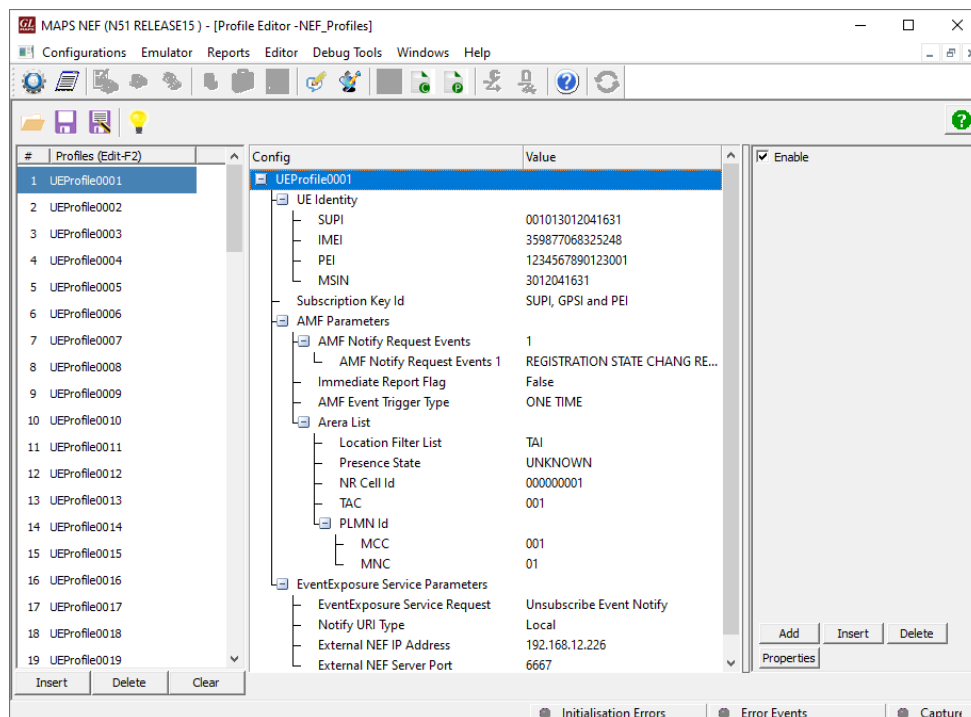 GL MAPS NEF (N51 RELEASE15 ) - [Profile Editor -NEF_Profiles]
Configurations Emulator Reports Editor Debug Tools Windows Help
# Profiles (Edit-F2)
1 UEProfile0001
2 UEProfile0002
3 UEProfile0003
4 UEProfile0004
5 UEProfile0005
6 UEProfile0006
7 UEProfile0007
8 UEProfile0008
9 UEProfile0009
10 UEProfile0010
11 UEProfile0011
12 UEProfile0012
13 UEProfile0013
14 UEProfile0014
15 UEProfile0015
16 UEProfile0016
17 UEProfile0017
18 UEProfile0018
19 UEProfile0019
Insert Delete Clear
Config Value
UEProfile0001
UE Identity
SUPI 001013012041631
IMEI 359877068325248
PEI 1234567890123001
MSIN 3012041631
Subscription Key Id SUPI, GPSI and PEI
AMF Parameters
AMF Notify Request Events 1
AMF Notify Request Events 1 REGISTRATION STATE CHANG RE...
Immediate Report Flag False
AMF Event Trigger Type ONE TIME
Arera List
Location Filter List TAI
Presence State UNKNOWN
NR Cell Id 000000001
TAC 001
PLMN Id
MCC 001
MNC 01
EventExposure Service Parameters
EventExposure Service Request Unsubscribe Event Notify
Notify URI Type Local
External NEF IP Address 192.168.12.226
External NEF Server Port 6667
Enable
Add Insert Delete
Properties
Initialisation Errors Error Events Capture